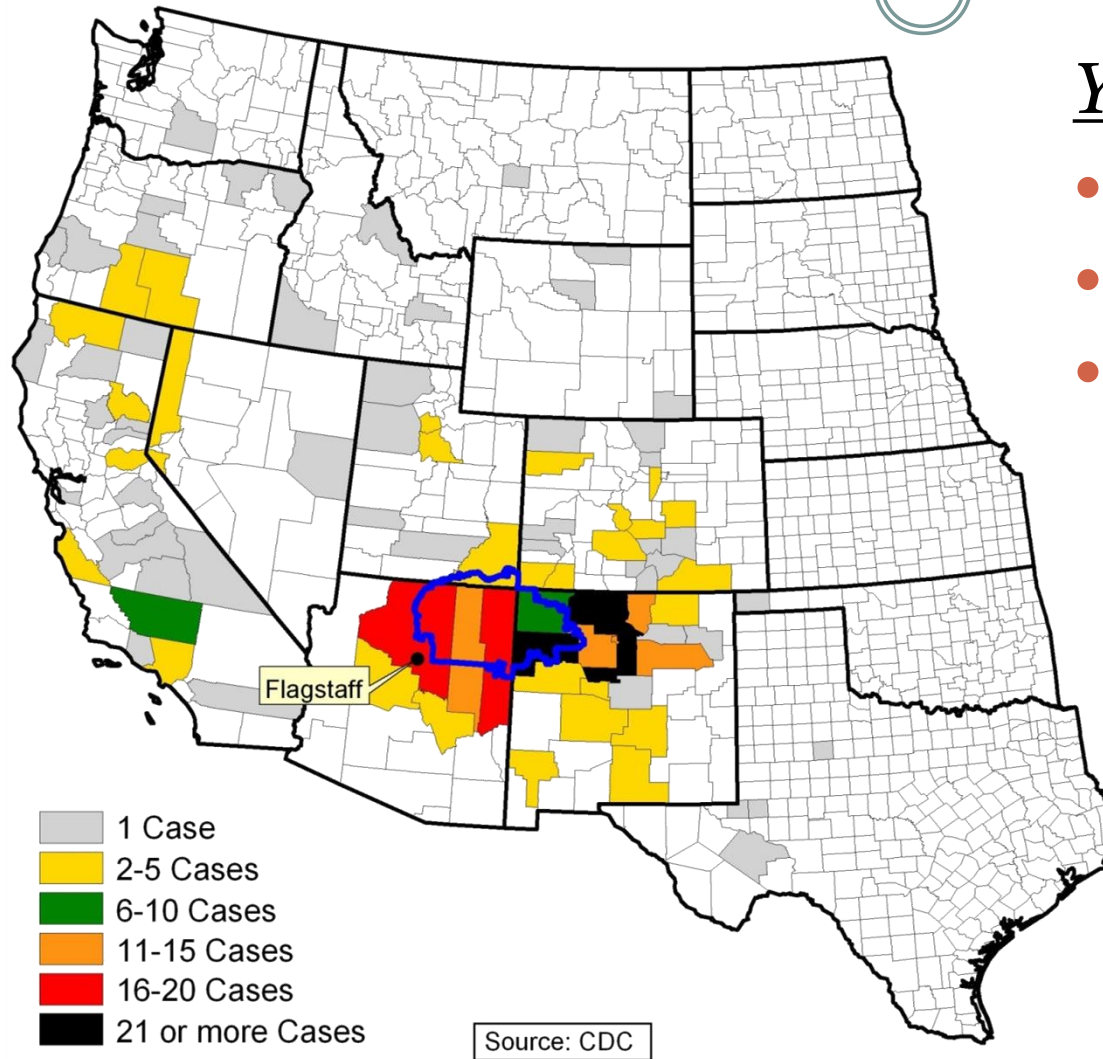 Y
Flagstaff
1 Case
2-5 Cases
6-10 Cases
11-15 Cases
16-20 Cases
21 or more Cases
Source: CDC